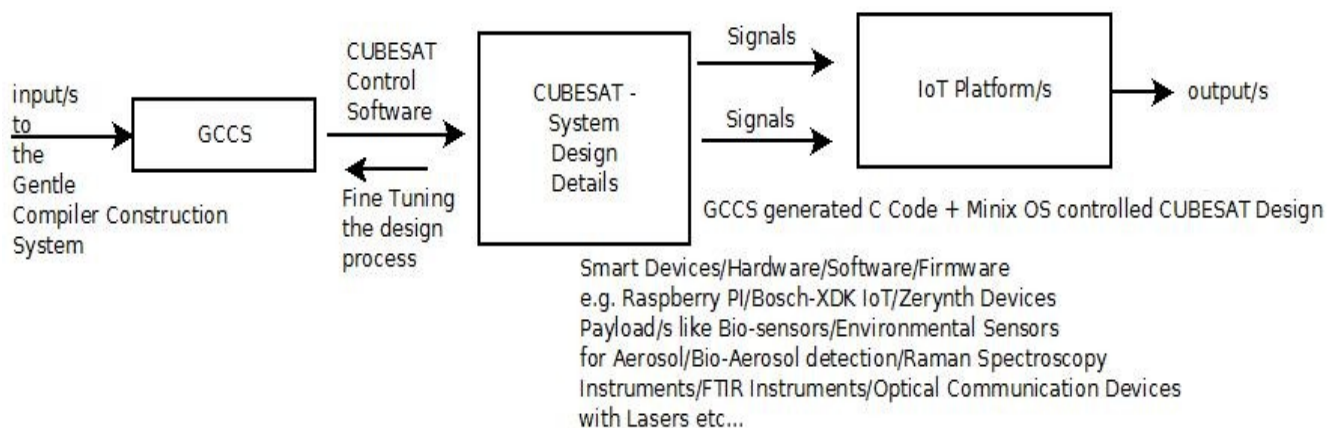 input/s
to
the
Gentle
Compiler Construction
System
GCCS
CUBESAT
Control
Software
Fine Tuning
the design
process
CUBESAT -
System
Design
Details
Signals
Signals
IoT Platform/s
output/s
GCCS generated C Code + Minix OS controlled CUBESAT Design
Smart Devices/Hardware/Software/Firmware
e.g. Raspberry PI/Bosch-XDK IoT/Zerynth Devices
Payload/s like Bio-sensors/Environmental Sensors
for Aerosol/Bio-Aerosol detection/Raman Spectroscopy
Instruments/FTIR Instruments/Optical Communication Devices
with Lasers etc...